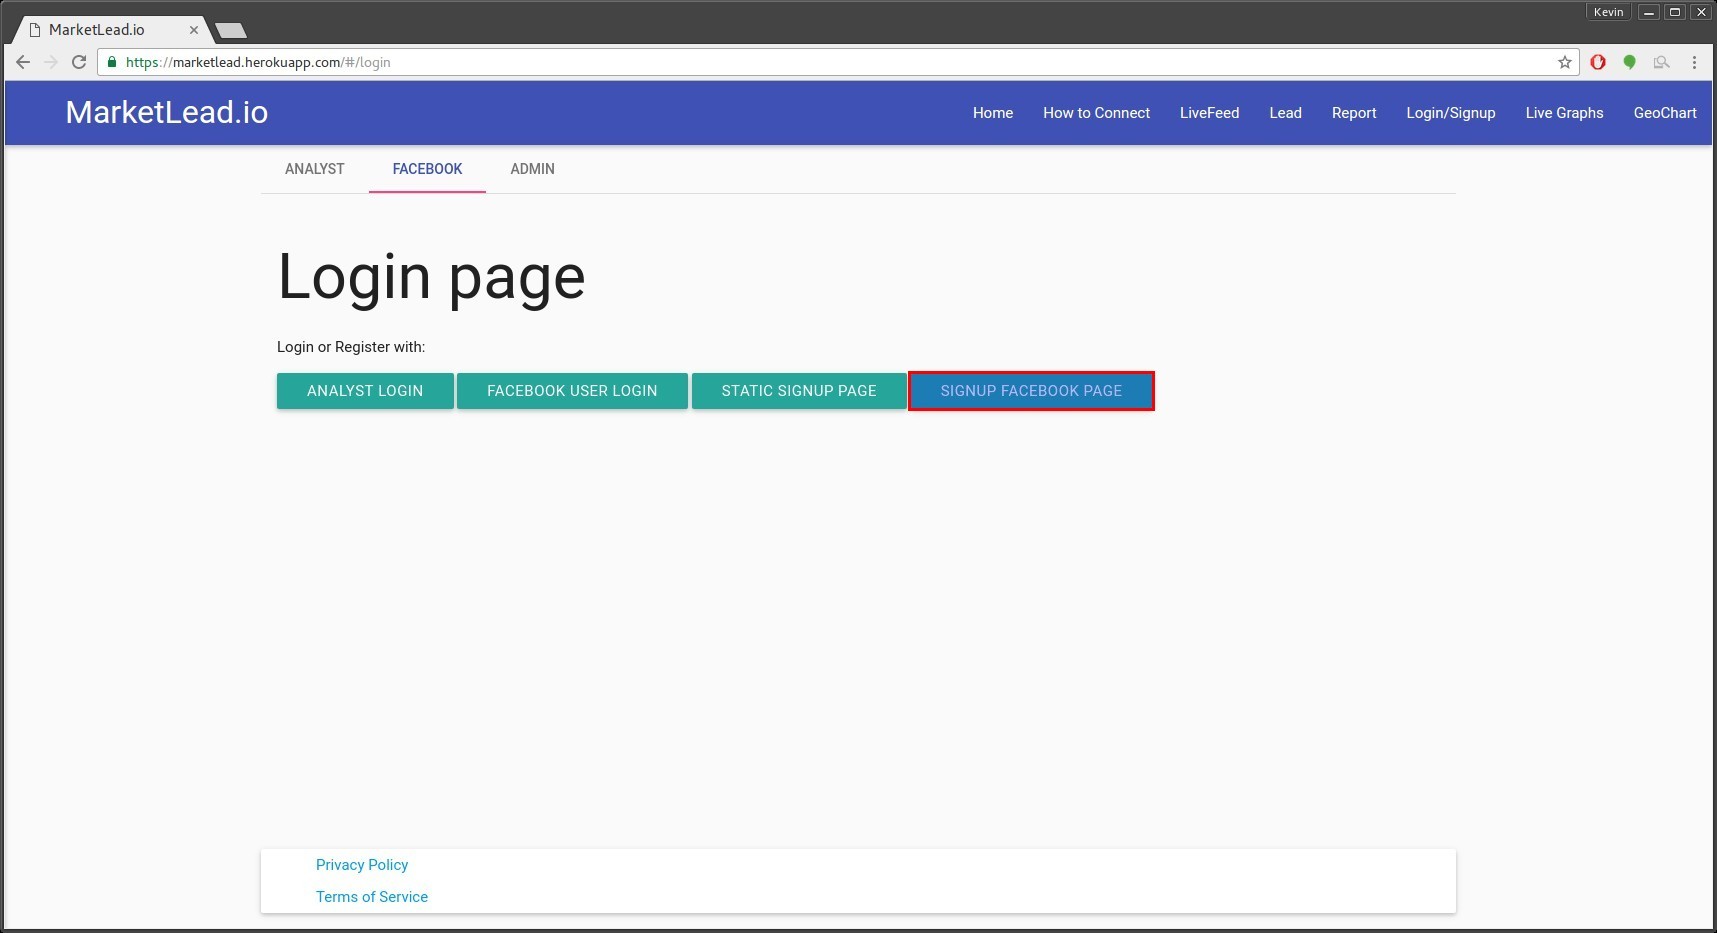 MarketLead.io
Kevin
https://marketlead.herokuapp.com/#/login
MarketLead.io
Home How to Connect LiveFeed Lead Report Login/Signup Live Graphs GeoChart
ANALYST FACEBOOK ADMIN
Login page
Login or Register with:
ANALYST LOGIN FACEBOOK USER LOGIN STATIC SIGNUP PAGE SIGNUP FACEBOOK PAGE
Privacy Policy
Terms of Service